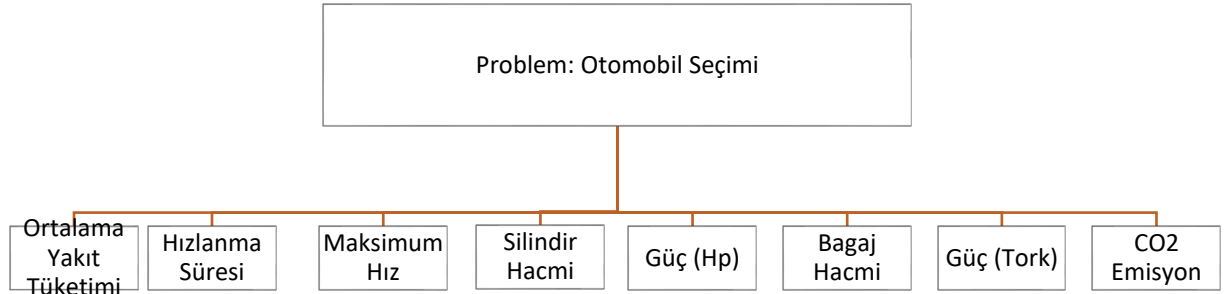 Problem: Otomobil Seçimi
Ortalama
Yakıt
Tüketimi
Hızlanma
Süresi
Maksimum
Hız
Silindir
Hacmi
Güç (Hp)
Bagaj
Hacmi
Güç (Tork)
CO2
Emisyon